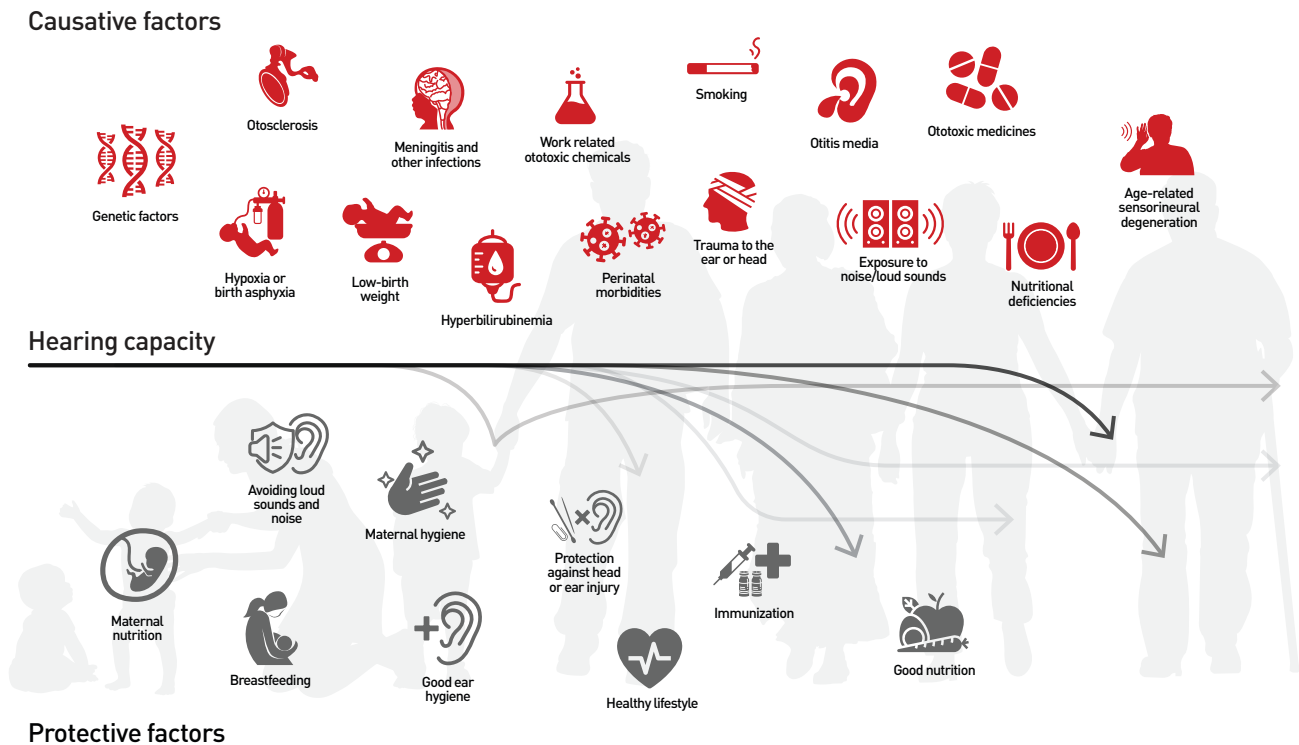 Causative factors
Otosclerosis
Meningitis and
other infections
Work related
ototoxic chemicals
Smoking
Otitis media
Ototoxic medicines
Genetic factors
Age-related
sensorineural
degeneration
Hypoxia or
birth asphyxia
Low-birth
weight
Hyperbilirubinemia
Perinatal
morbidities
Trauma to the
ear or head
Exposure to
noise/loud sounds
Nutritional
deficiencies
Hearing capacity
Avoiding loud
sounds and
noise
Maternal hygiene
Protection
against head
or ear injury
Immunization
Maternal
nutrition
Breastfeeding
Good ear
hygiene
Healthy lifestyle
Good nutrition
Protective factors